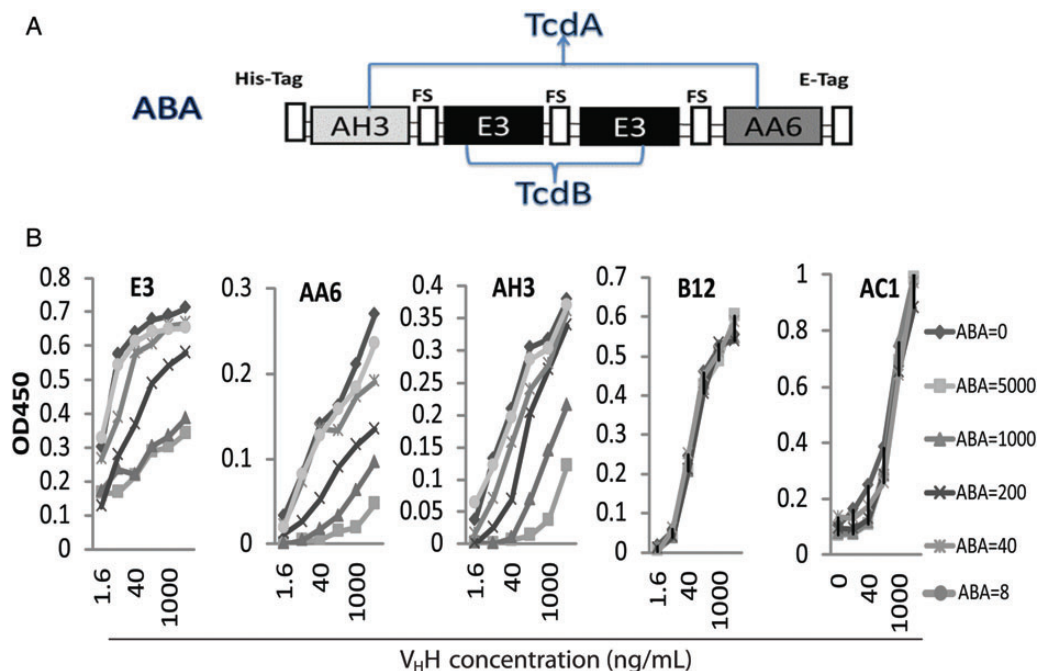 A
TcdA
His-Tag
E-Tag
FS
FS
FS
ABA
AH3
E3
E3
AA6
TcdB
B
E3
AA6
AH3
B12
AC1
OD450
0.8
0.7
0.6
0.5
0.4
0.3
0.2
0.1
0
1.6
40
1000
0.3
0.2
0.1
0
1.6
40
1000
0.4
0.35
0.3
0.25
0.2
0.15
0.1
0.05
0
1.6
40
1000
0.7
0.6
0.5
0.4
0.3
0.2
0.1
0
1.6
40
1000
1
0.8
0.6
0.4
0.2
0
0
40
1000
ABA=0
ABA=5000
ABA=1000
ABA=200
ABA=40
ABA=8
VHH concentration (ng/mL)